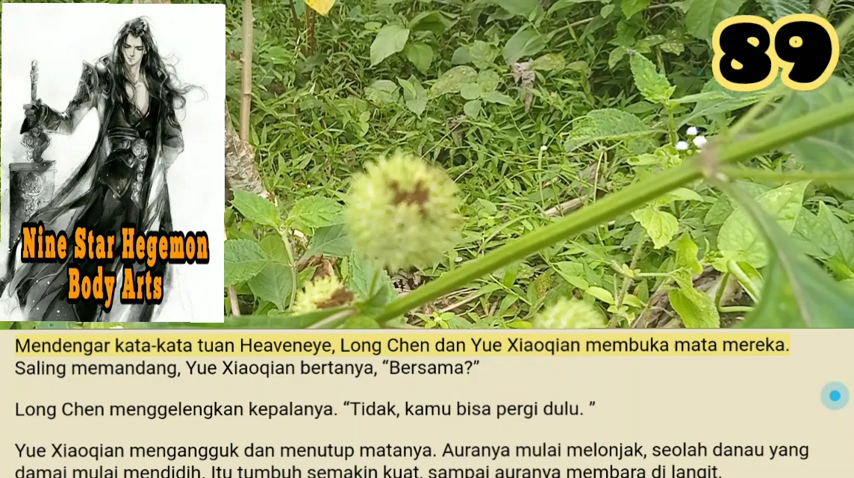 89
Nine Star Hegemon
Body Arts
Mendengar kata-kata tuan Heaveneye, Long Chen dan Yue Xiaoqian membuka mata mereka.
Saling memandang, Yue Xiaoqian bertanya, “Bersama?”
Long Chen menggelengkan kepalanya. “Tidak, kamu bisa pergi dulu. ”
Yue Xiaoqian mengangguk dan menutup matanya. Auranya mulai melonjak, seolah danau yang
damai mulai mendidih. Itu tumbuh semakin kuat, sampai auranya membara di langit.